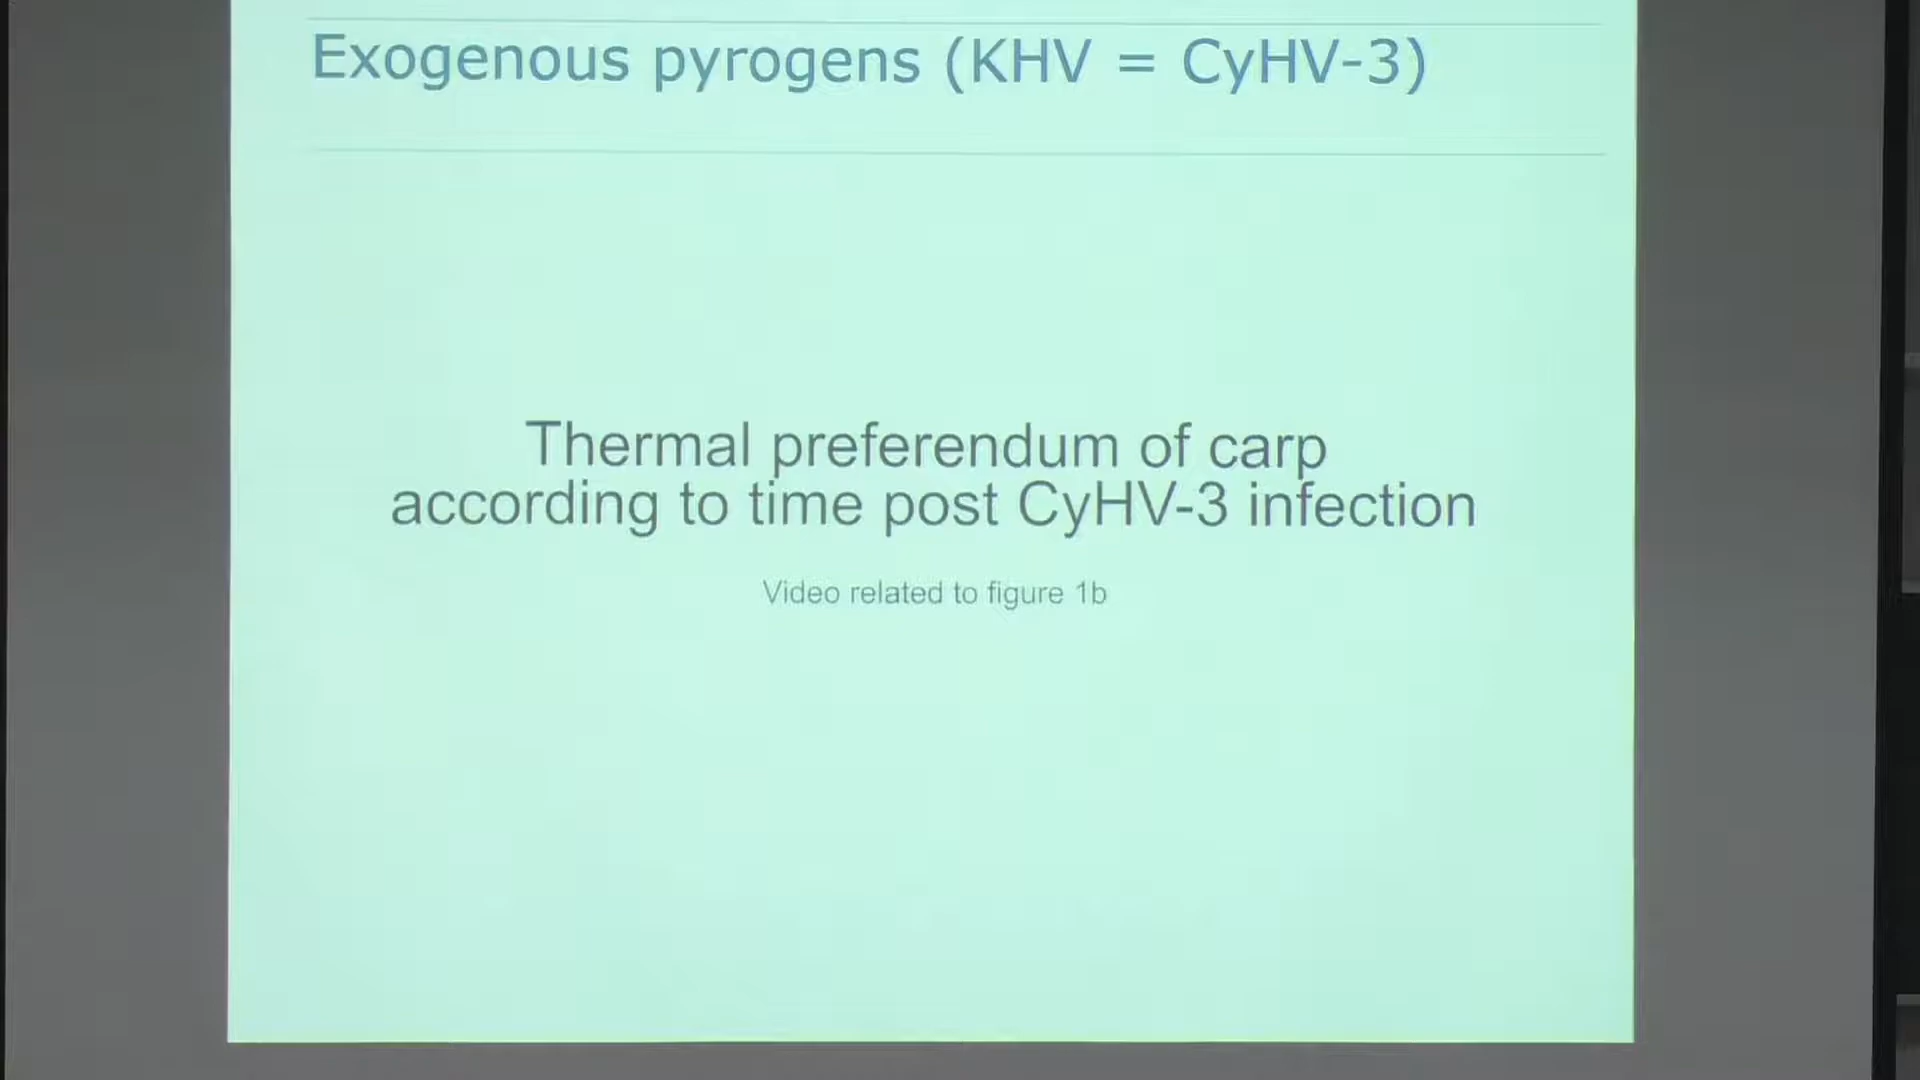 Exogenous pyrogens (KHV = CyHV-3)
Thermal preferendum of carp
according to time post CyHV-3 infection
Video related to figure 1b